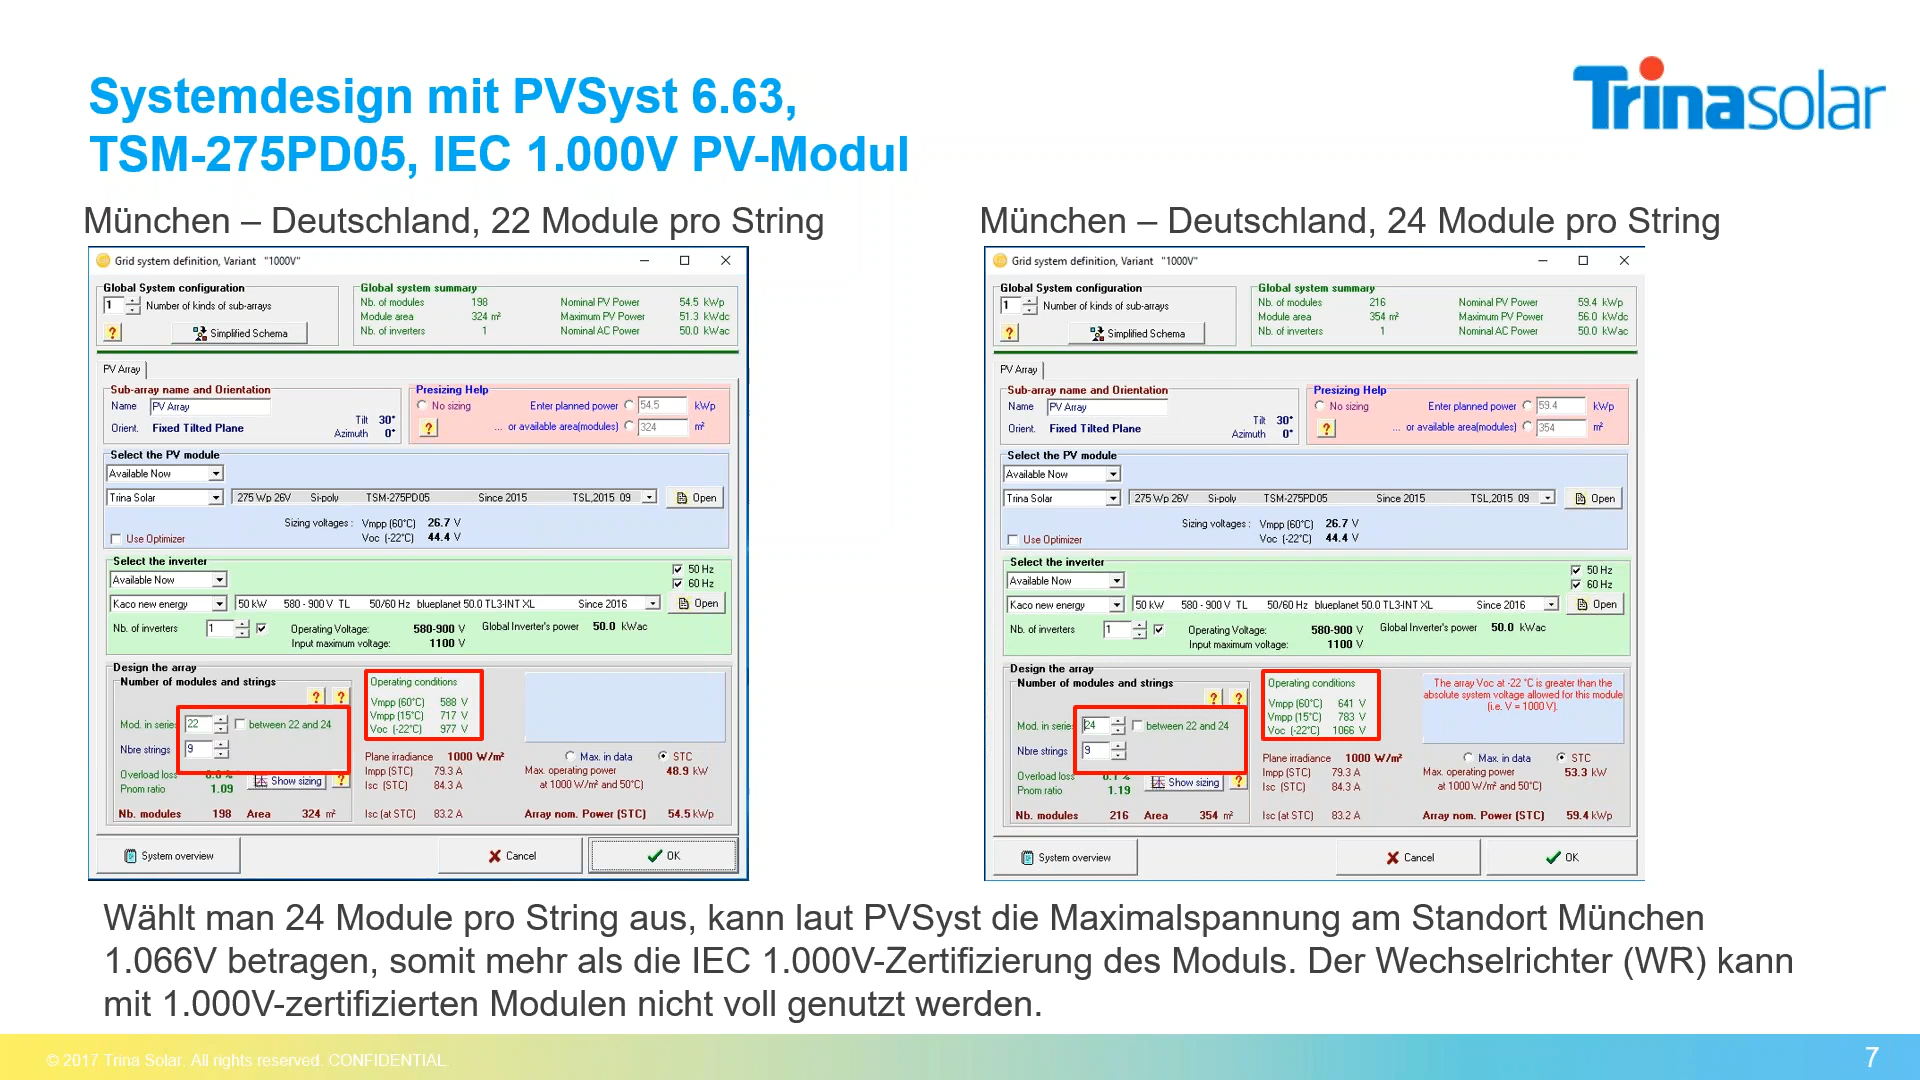 Systemdesign mit PVSyst 6.63,
TSM-275PD05, IEC 1.000V PV-Modul
Trinasolar
München – Deutschland, 22 Module pro String
Grid system definition, Variant "1000V"
Global System configuration
1 Number of kinds of sub-arrays
? Simplified Schema
Global system summary
Nb. of modules 198 Nominal PV Power 54.5 kWp
Module area 324 m² Maximum PV Power 51.3 kWdc
Nb. of inverters 1 Nominal AC Power 50.0 kWac
PV Array
Sub-array name and Orientation
Name PV Array
Orient. Fixed Tilted Plane
Tilt 30°
Azimuth 0°
Presizing Help
No sizing Enter planned power 54.5 kWp
? ... or available area(modules) 324 m²
Select the PV module
Available Now
Trina Solar 275 Wp 26V Si-poly TSM-275PD05 Since 2015 TSL,2015 09 Open
Sizing voltages : Vmpp (60°C) 26.7 V
Voc (-22°C) 44.4 V
Use Optimizer
Select the inverter
Available Now
50 Hz
60 Hz
Kaco new energy 50 kW 580 - 900 V TL 50/60 Hz blueplanet 50.0 TL3-INT XL Since 2016 Open
Nb. of inverters 1 Operating Voltage: 580-900 V Global Inverter's power 50.0 kWac
Input maximum voltage: 1100 V
Design the array
Number of modules and strings
? ?
Mod. in series 22 between 22 and 24
Nbre strings 9
Overload loss 0.0 %
Pnom ratio 1.09
Show sizing ?
Nb. modules 198 Area 324 m²
Operating conditions
Vmpp (60°C) 588 V
Vmpp (15°C) 717 V
Voc (-22°C) 977 V
Plane irradiance 1000 W/m²
Impp (STC) 79.3 A
Isc (STC) 84.3 A
Isc (at STC) 83.2 A
Max. in data STC
Max. operating power 48.9 kW
at 1000 W/m² and 50°C)
Array nom. Power (STC) 54.5 kWp
System overview Cancel OK
München – Deutschland, 24 Module pro String
Grid system definition, Variant "1000V"
Global System configuration
1 Number of kinds of sub-arrays
? Simplified Schema
Global system summary
Nb. of modules 216 Nominal PV Power 59.4 kWp
Module area 354 m² Maximum PV Power 56.0 kWdc
Nb. of inverters 1 Nominal AC Power 50.0 kWac
PV Array
Sub-array name and Orientation
Name PV Array
Orient. Fixed Tilted Plane
Tilt 30°
Azimuth 0°
Presizing Help
No sizing Enter planned power 59.4 kWp
? ... or available area(modules) 354 m²
Select the PV module
Available Now
Trina Solar 275 Wp 26V Si-poly TSM-275PD05 Since 2015 TSL,2015 09 Open
Sizing voltages : Vmpp (60°C) 26.7 V
Voc (-22°C) 44.4 V
Use Optimizer
Select the inverter
Available Now
50 Hz
60 Hz
Kaco new energy 50 kW 580 - 900 V TL 50/60 Hz blueplanet 50.0 TL3-INT XL Since 2016 Open
Nb. of inverters 1 Operating Voltage: 580-900 V Global Inverter's power 50.0 kWac
Input maximum voltage: 1100 V
Design the array
Number of modules and strings
? ?
Mod. in series 24 between 22 and 24
Nbre strings 9
Overload loss 0.1 %
Pnom ratio 1.19
Show sizing ?
Nb. modules 216 Area 354 m²
Operating conditions
Vmpp (60°C) 641 V
Vmpp (15°C) 783 V
Voc (-22°C) 1066 V
Plane irradiance 1000 W/m²
Impp (STC) 79.3 A
Isc (STC) 84.3 A
Isc (at STC) 83.2 A
The array Voc at -22 °C is greater than the
absolute system voltage allowed for this module
(i.e. V = 1000 V).
Max. in data STC
Max. operating power 53.3 kW
at 1000 W/m² and 50°C)
Array nom. Power (STC) 59.4 kWp
System overview Cancel OK
Wählt man 24 Module pro String aus, kann laut PVSyst die Maximalspannung am Standort München
1.066V betragen, somit mehr als die IEC 1.000V-Zertifizierung des Moduls. Der Wechselrichter (WR) kann
mit 1.000V-zertifizierten Modulen nicht voll genutzt werden.
© 2017 Trina Solar, All rights reserved. CONFIDENTIAL
7